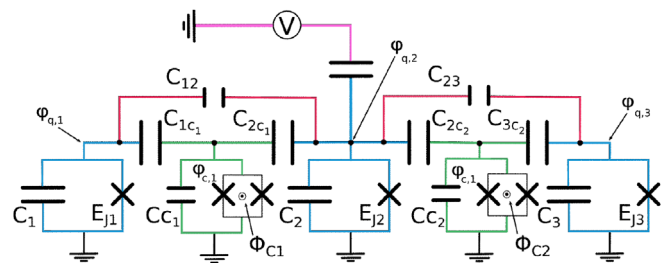 V
φq,2
C12
C23
φq,1
C1c1
C2c1
C2c2
C3c2
φq,3
φc,1
φc,1
C1
EJ1
Cc1
C2
EJ2
Cc2
C3
EJ3
ΦC1
ΦC2